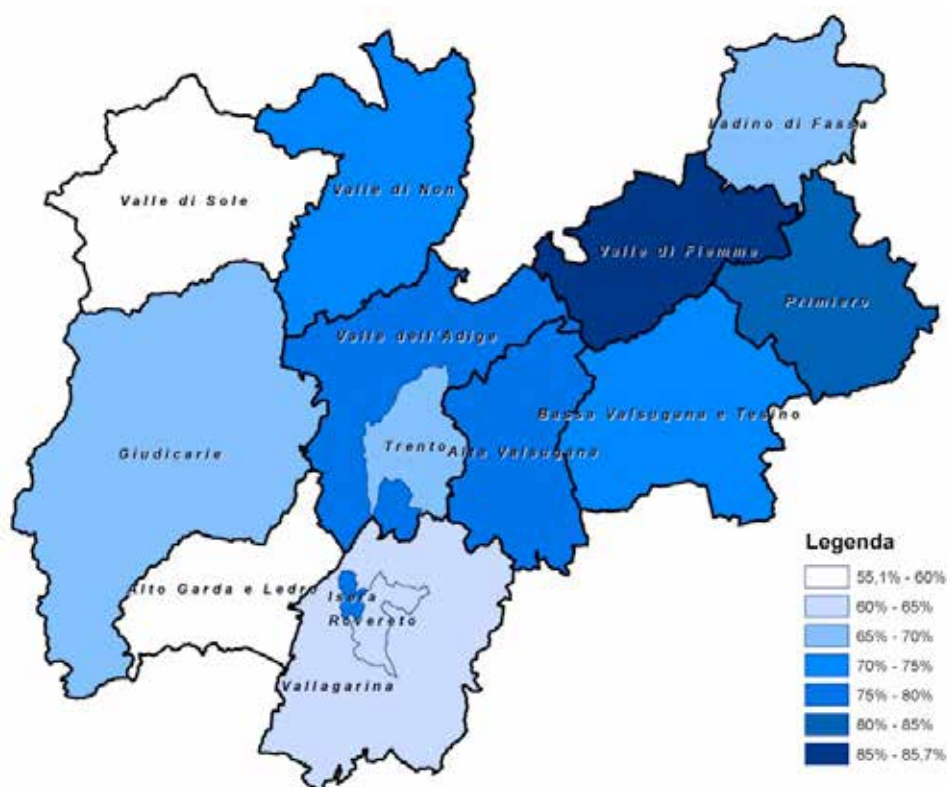 Ladino di Fassa
Valle di Non
Valle di Sole
Valle di Fiemme
Primiero
Valle dell'Adige
Bassa Valsugana e Tesino
Trento
Alta Valsugana
Giudicarie
Alto Garda e Ledro
Isera
Rovereto
Vallagarina
Legenda
55,1% - 60%
60% - 65%
65% - 70%
70% - 75%
75% - 80%
80% - 85%
85% - 85,7%